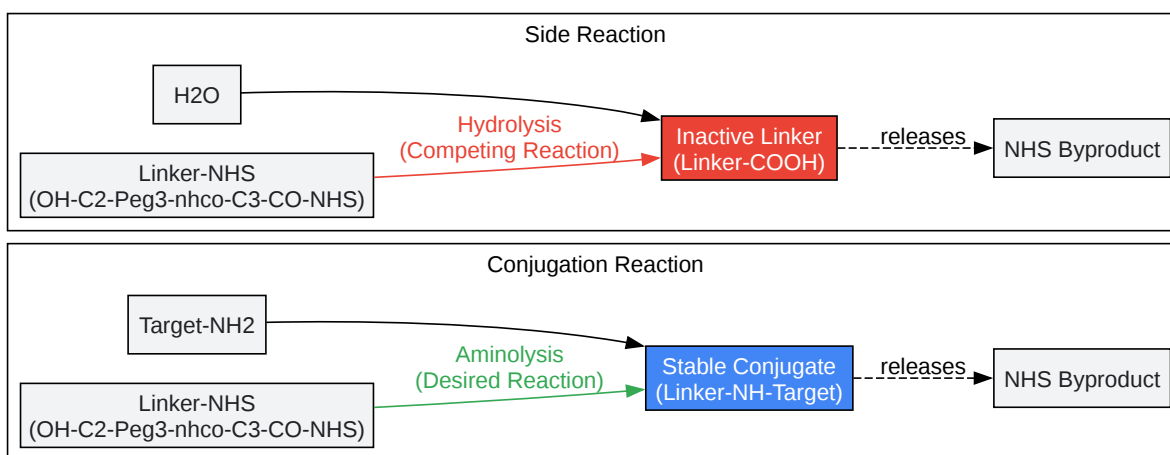 Side Reaction
H2O
Hydrolysis
(Competing Reaction)
Linker-NHS
(OH-C2-Peg3-nhco-C3-CO-NHS)
Inactive Linker
(Linker-COOH)
releases
NHS Byproduct
Conjugation Reaction
Target-NH2
Aminolysis
(Desired Reaction)
Linker-NHS
(OH-C2-Peg3-nhco-C3-CO-NHS)
Stable Conjugate
(Linker-NH-Target)
releases
NHS Byproduct